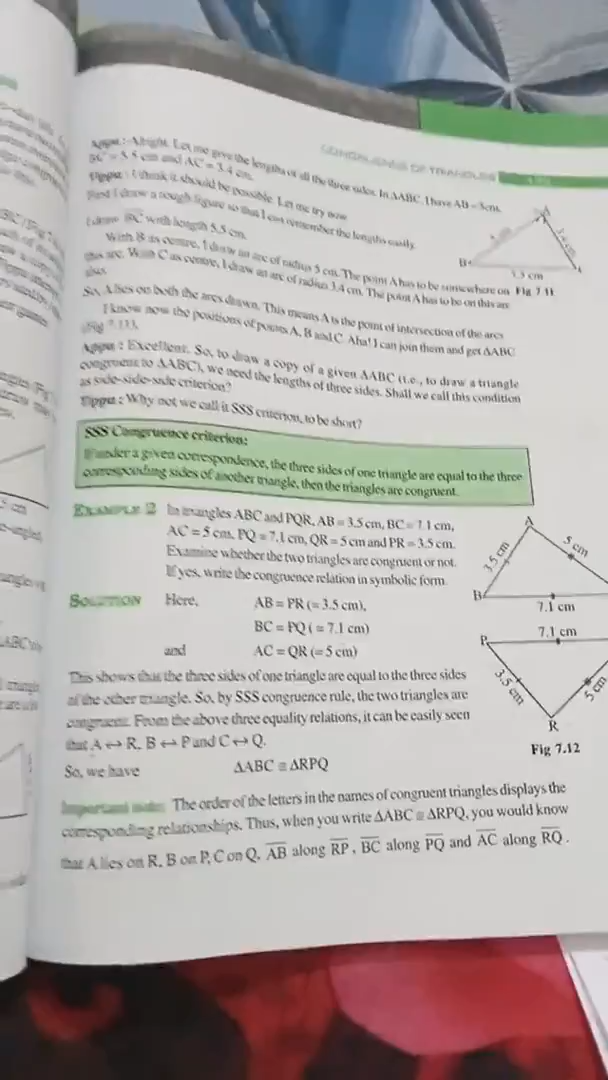 CONGRUENCE OF TRIANGLES
Appu : Alright. Let me give the lengths of all the three sides. In ΔABC, I have AB = 5cm,
BC = 5.5 cm and AC = 3.4 cm.
Tippu : I think it should be possible. Let me try now.
First I draw a rough figure so that I can remember the lengths easily.
I draw BC with length 5.5 cm.
With B as centre, I draw an arc of radius 5 cm. The point A has to be somewhere on
this arc. With C as centre, I draw an arc of radius 3.4 cm. The point A has to be on this arc
also.
So, A lies on both the arcs drawn. This means A is the point of intersection of the arcs.
I know now the positions of points A, B and C. Aha! I can join them and get ΔABC
(Fig 7.11).
A
3.4 cm
B
5.5 cm
Fig 7.11
Appu : Excellent. So, to draw a copy of a given ΔABC (i.e., to draw a triangle
congruent to ΔABC), we need the lengths of three sides. Shall we call this condition
as side-side-side criterion?
Tippu : Why not we call it SSS criterion, to be short?
SSS Congruence criterion:
If under a given correspondence, the three sides of one triangle are equal to the three
corresponding sides of another triangle, then the triangles are congruent.
EXAMPLE 2 In triangles ABC and PQR, AB = 3.5 cm, BC = 7.1 cm,
AC = 5 cm, PQ = 7.1 cm, QR = 5 cm and PR = 3.5 cm.
Examine whether the two triangles are congruent or not.
If yes, write the congruence relation in symbolic form.
SOLUTION Here, AB = PR (= 3.5 cm),
BC = PQ ( = 7.1 cm)
and AC = QR (= 5 cm)
A
3.5 cm
5 cm
B
7.1 cm
P
7.1 cm
3.5 cm
5 cm
R
Fig 7.12
This shows that the three sides of one triangle are equal to the three sides
of the other triangle. So, by SSS congruence rule, the two triangles are
congruent. From the above three equality relations, it can be easily seen
that A ↔ R, B ↔ P and C ↔ Q.
So, we have ΔABC ≅ ΔRPQ
Important note: The order of the letters in the names of congruent triangles displays the
corresponding relationships. Thus, when you write ΔABC ≅ ΔRPQ, you would know
that A lies on R, B on P, C on Q, AB along RP, BC along PQ and AC along RQ.